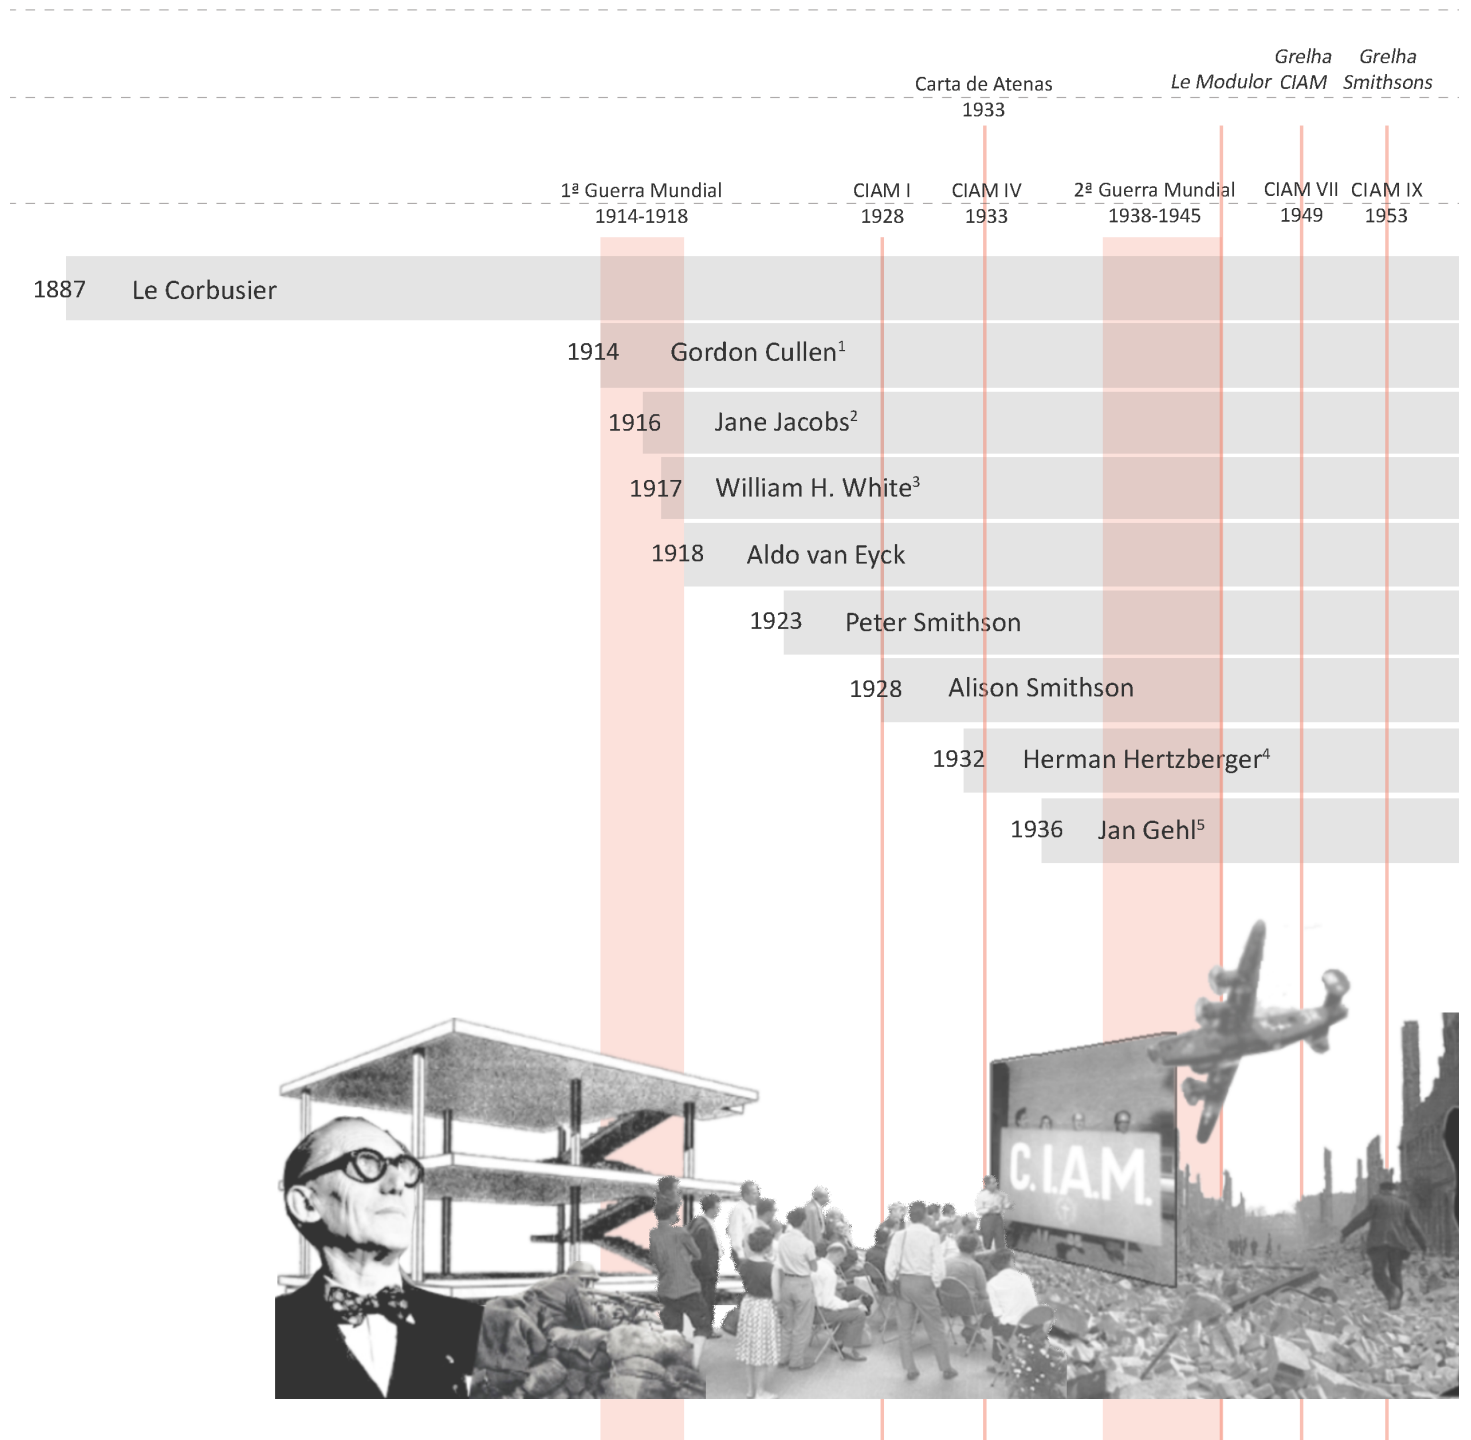 Grelha Grelha
Le Modulor CIAM Smithsons
Carta de Atenas
1933
1ª Guerra Mundial CIAM I CIAM IV 2ª Guerra Mundial CIAM VII CIAM IX
1914-1918 1928 1933 1938-1945 1949 1953
1887 Le Corbusier
1914 Gordon Cullen¹
1916 Jane Jacobs²
1917 William H. White³
1918 Aldo van Eyck
1923 Peter Smithson
1928 Alison Smithson
1932 Herman Hertzberger⁴
1936 Jan Gehl⁵
C.I.A.M.